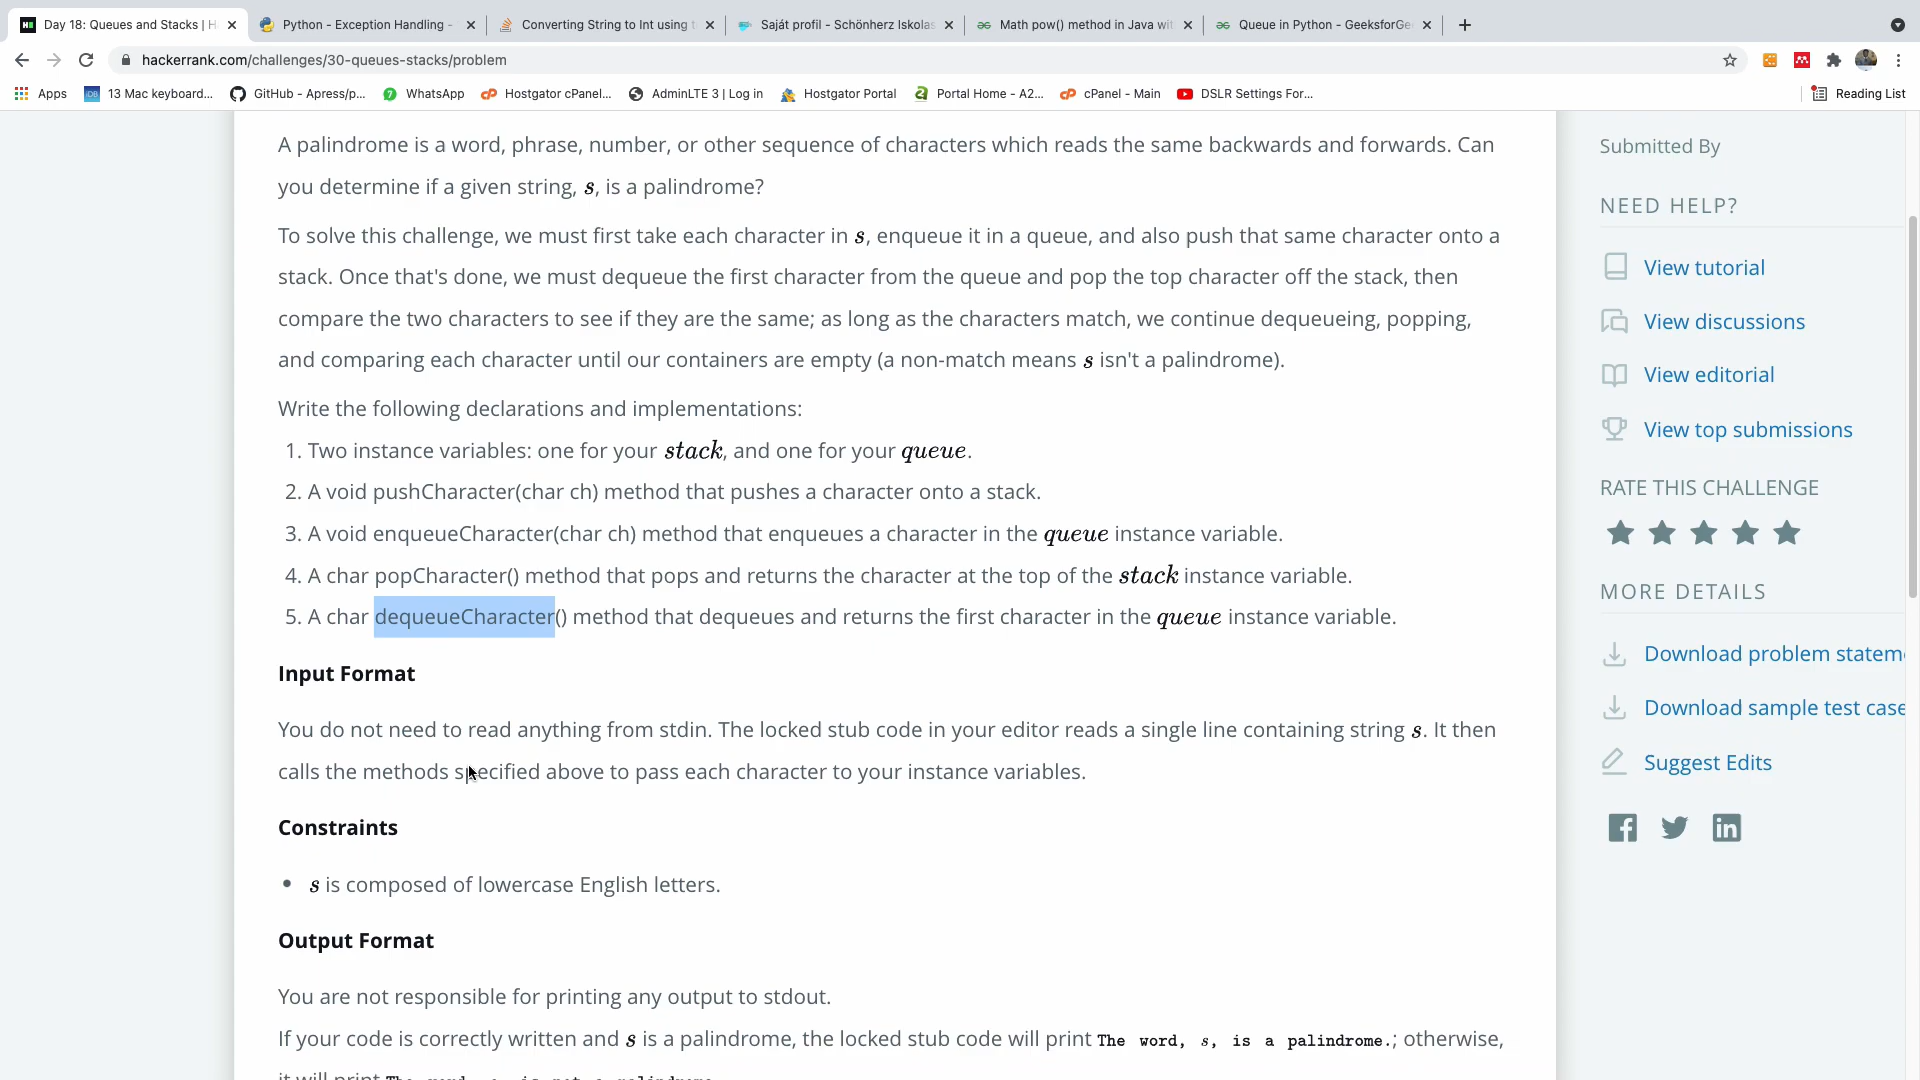 Day 18: Queues and Stacks | H
Python - Exception Handling -
Converting String to Int using t
Saját profil - Schönherz Iskolas
Math pow() method in Java wit
Queue in Python - GeeksforGe
hackerrank.com/challenges/30-queues-stacks/problem
Apps 13 Mac keyboard... GitHub - Apress/p... WhatsApp Hostgator cPanel... AdminLTE 3 | Log in Hostgator Portal Portal Home - A2... cPanel - Main DSLR Settings For... Reading List
A palindrome is a word, phrase, number, or other sequence of characters which reads the same backwards and forwards. Can
you determine if a given string, s, is a palindrome?
To solve this challenge, we must first take each character in s, enqueue it in a queue, and also push that same character onto a
stack. Once that's done, we must dequeue the first character from the queue and pop the top character off the stack, then
compare the two characters to see if they are the same; as long as the characters match, we continue dequeueing, popping,
and comparing each character until our containers are empty (a non-match means s isn't a palindrome).
Write the following declarations and implementations:
1. Two instance variables: one for your stack, and one for your queue.
2. A void pushCharacter(char ch) method that pushes a character onto a stack.
3. A void enqueueCharacter(char ch) method that enqueues a character in the queue instance variable.
4. A char popCharacter() method that pops and returns the character at the top of the stack instance variable.
5. A char dequeueCharacter() method that dequeues and returns the first character in the queue instance variable.
Input Format
You do not need to read anything from stdin. The locked stub code in your editor reads a single line containing string s. It then
calls the methods specified above to pass each character to your instance variables.
Constraints
• s is composed of lowercase English letters.
Output Format
You are not responsible for printing any output to stdout.
If your code is correctly written and s is a palindrome, the locked stub code will print The word, s, is a palindrome.; otherwise,
it will print The word, s, is not a palindrome.
Submitted By
NEED HELP?
View tutorial
View discussions
View editorial
View top submissions
RATE THIS CHALLENGE
MORE DETAILS
Download problem statem
Download sample test case
Suggest Edits